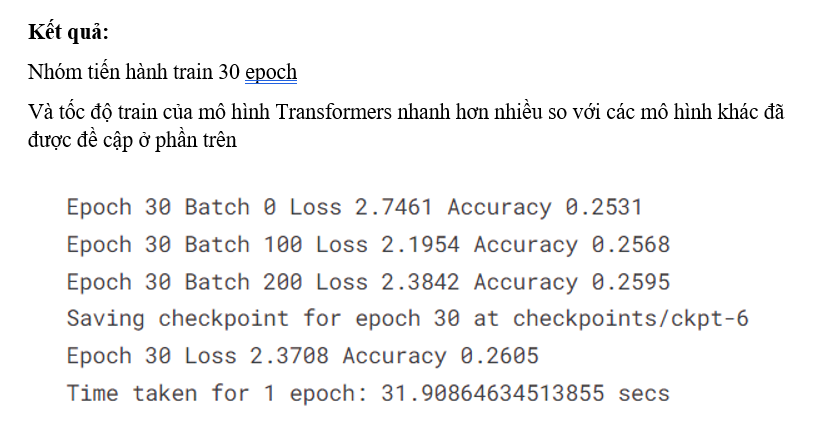 Kết quả:
Nhóm tiến hành train 30 epoch
Và tốc độ train của mô hình Transformers nhanh hơn nhiều so với các mô hình khác đã
được đề cập ở phần trên
Epoch 30 Batch 0 Loss 2.7461 Accuracy 0.2531
Epoch 30 Batch 100 Loss 2.1954 Accuracy 0.2568
Epoch 30 Batch 200 Loss 2.3842 Accuracy 0.2595
Saving checkpoint for epoch 30 at checkpoints/ckpt-6
Epoch 30 Loss 2.3708 Accuracy 0.2605
Time taken for 1 epoch: 31.90864634513855 secs